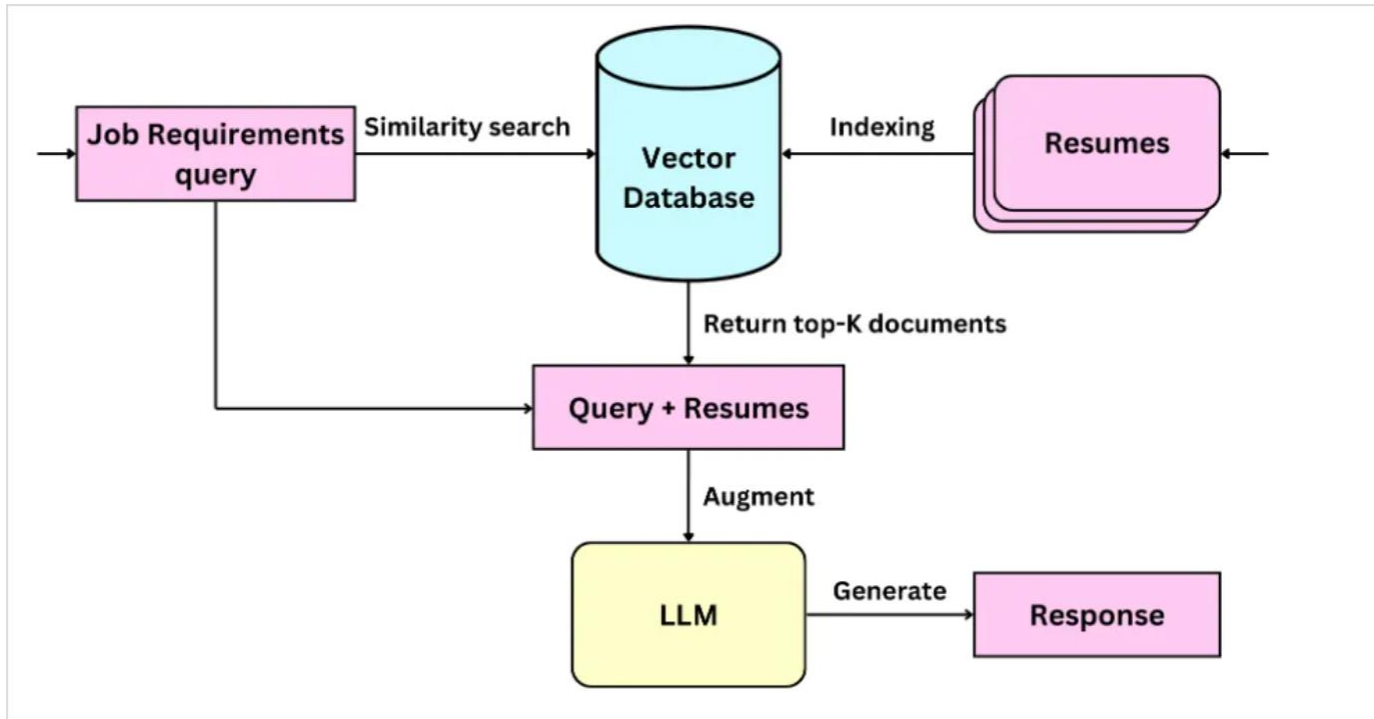 Job Requirements
query
Similarity search
Vector
Database
Indexing
Resumes
Return top-K documents
Query + Resumes
Augment
LLM
Generate
Response